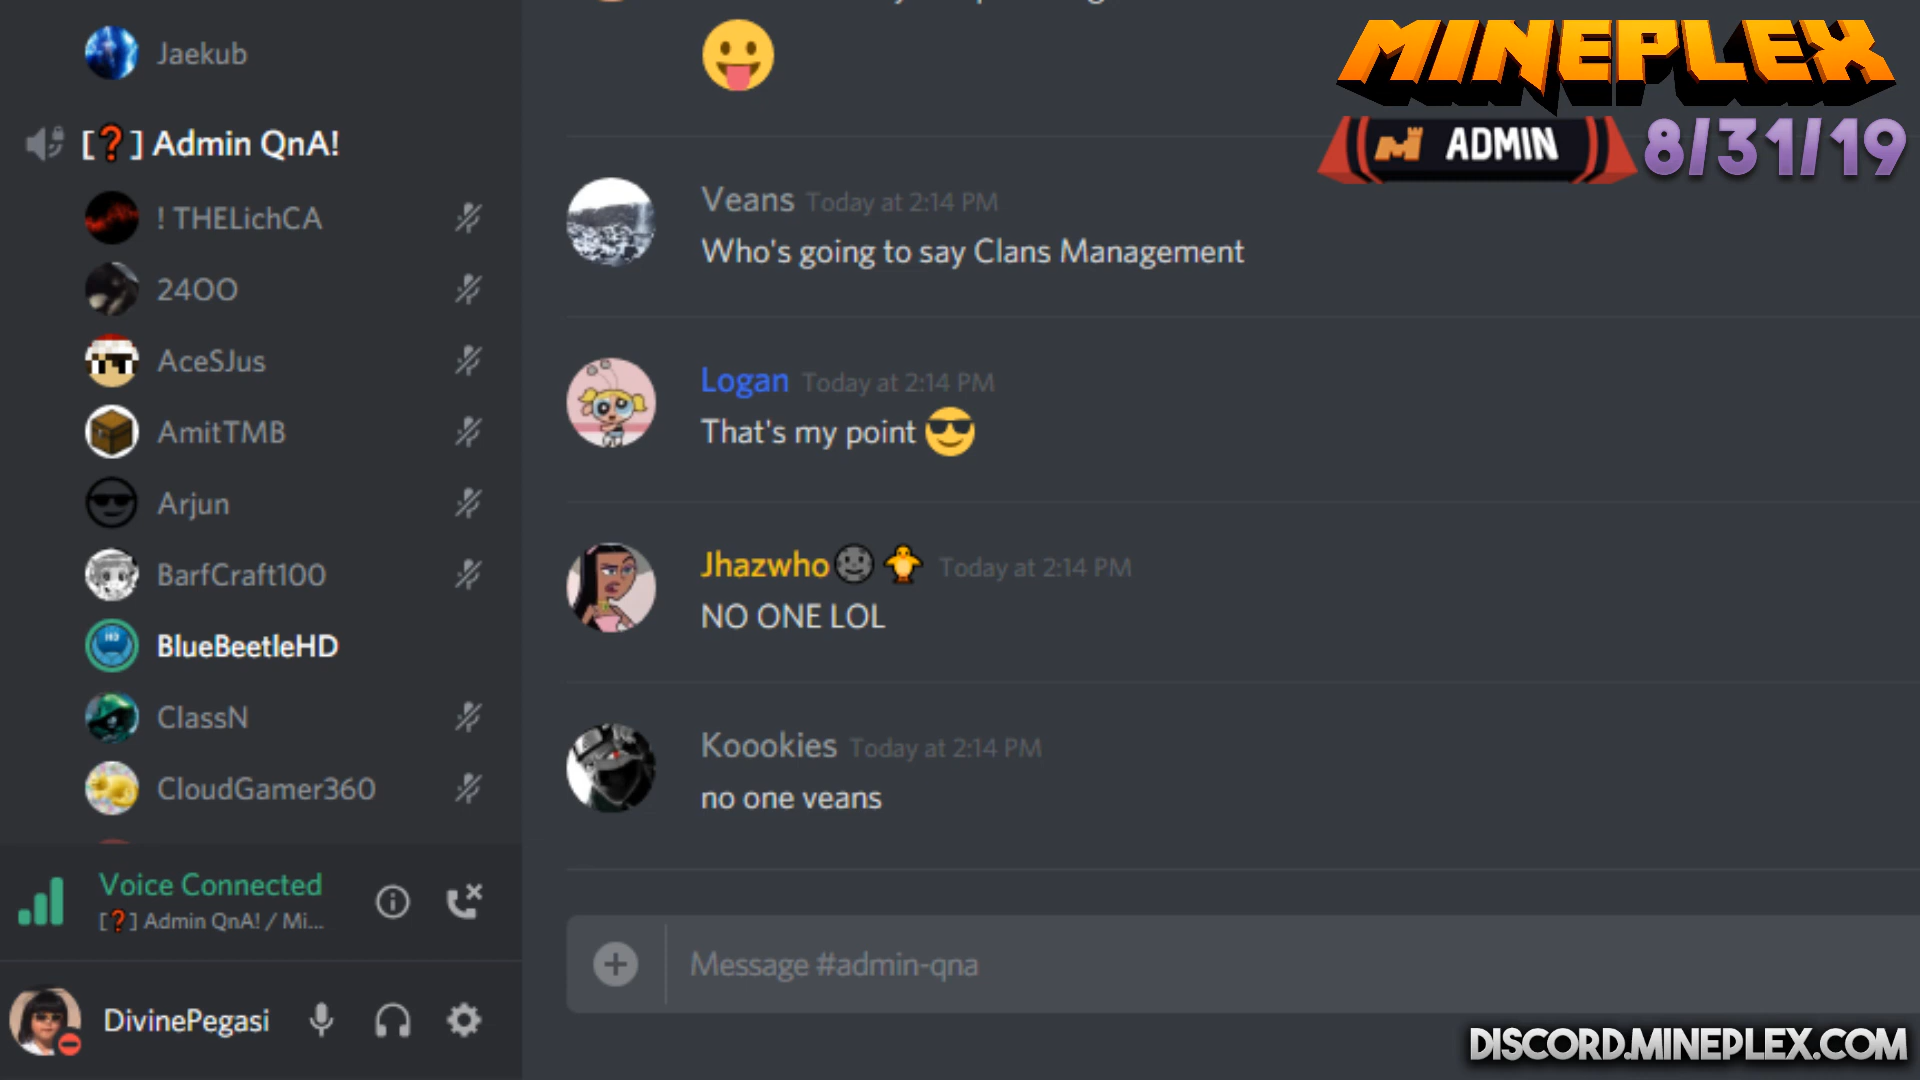 Jaekub
[❓] Admin QnA!
! THELichCA
24OO
AceSJus
AmitTMB
Arjun
BarfCraft100
BlueBeetleHD
ClassN
CloudGamer360
Voice Connected
[❓] Admin QnA! / Mi...
DivinePegasi
😛
Veans Today at 2:14 PM
Who's going to say Clans Management
Logan Today at 2:14 PM
That's my point 😎
Jhazwho🌚🐥 Today at 2:14 PM
NO ONE LOL
Koookies Today at 2:14 PM
no one veans
Message #admin-qna
MINEPLEX
ADMIN 8/31/19
DISCORD.MINEPLEX.COM